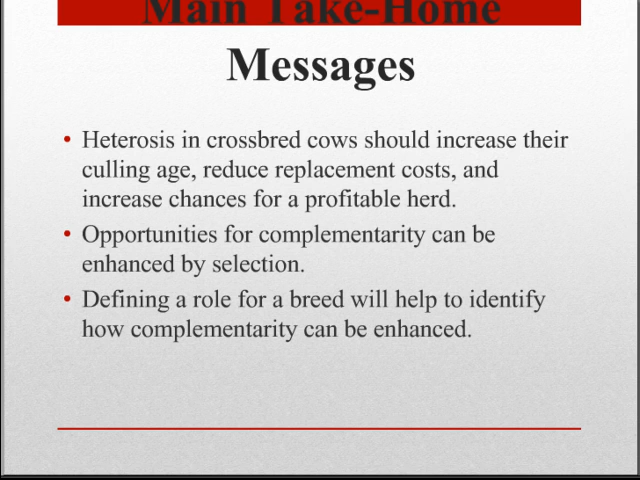 Main Take-Home
Messages
• Heterosis in crossbred cows should increase their
culling age, reduce replacement costs, and
increase chances for a profitable herd.
• Opportunities for complementarity can be
enhanced by selection.
• Defining a role for a breed will help to identify
how complementarity can be enhanced.